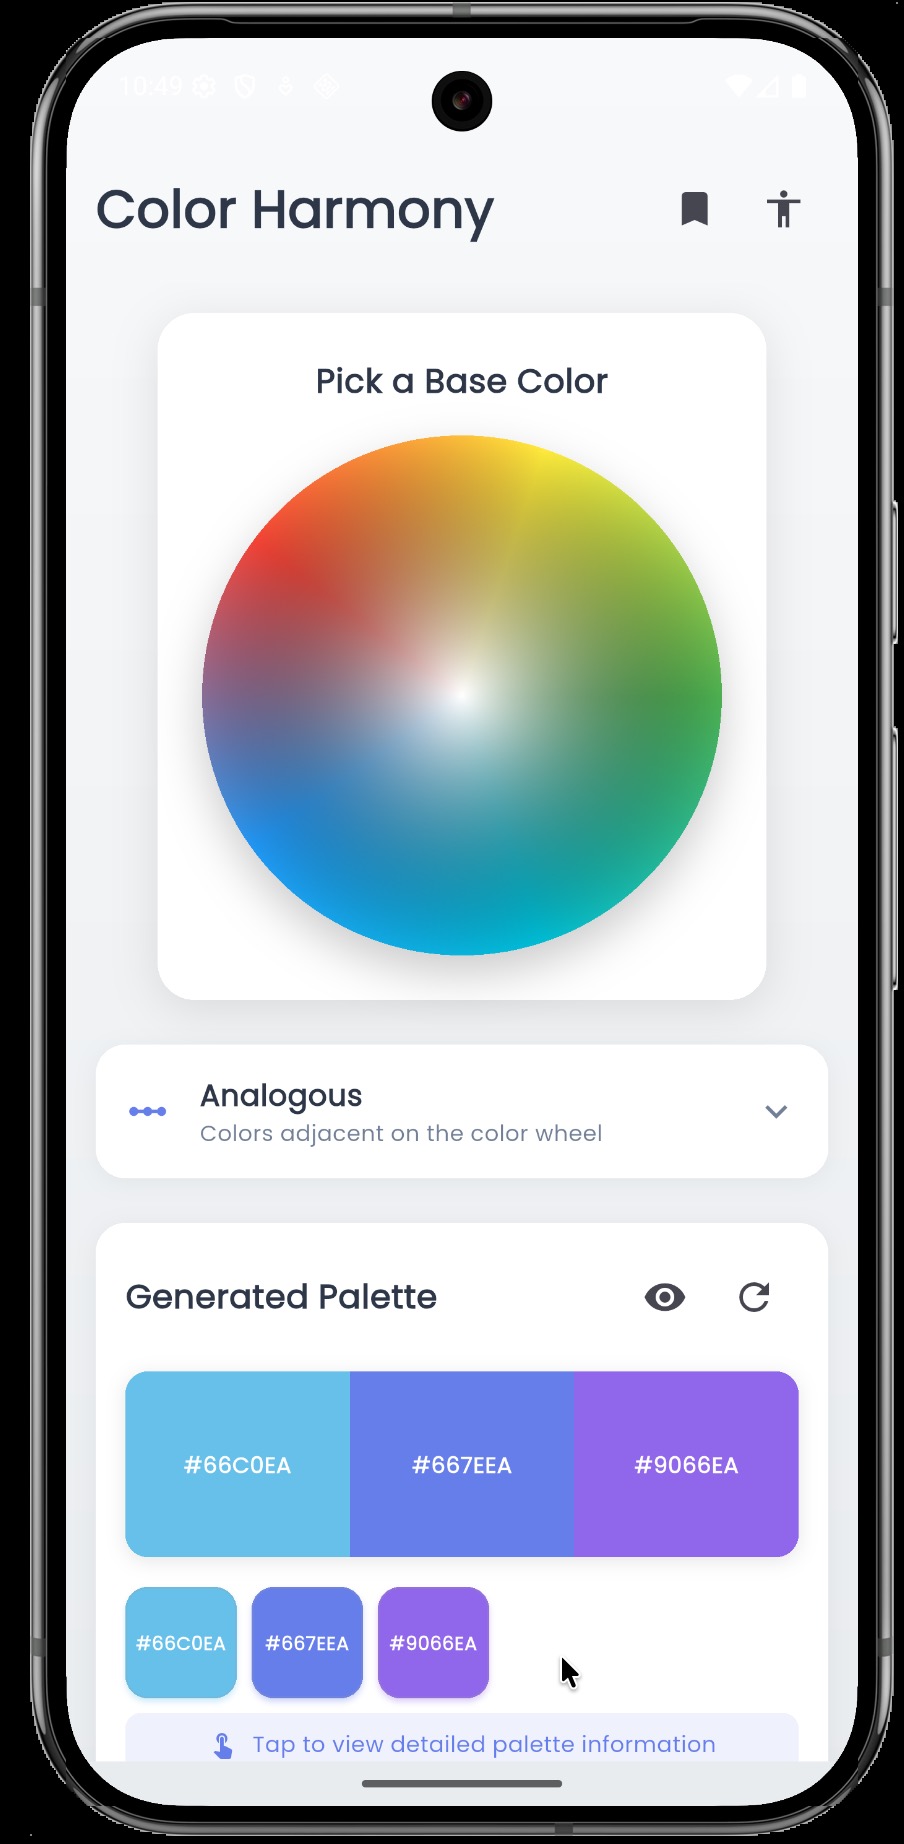 10:49
Color Harmony
Pick a Base Color
Analogous
Colors adjacent on the color wheel
Generated Palette
#66C0EA #667EEA #9066EA
#66C0EA #667EEA #9066EA
Tap to view detailed palette information